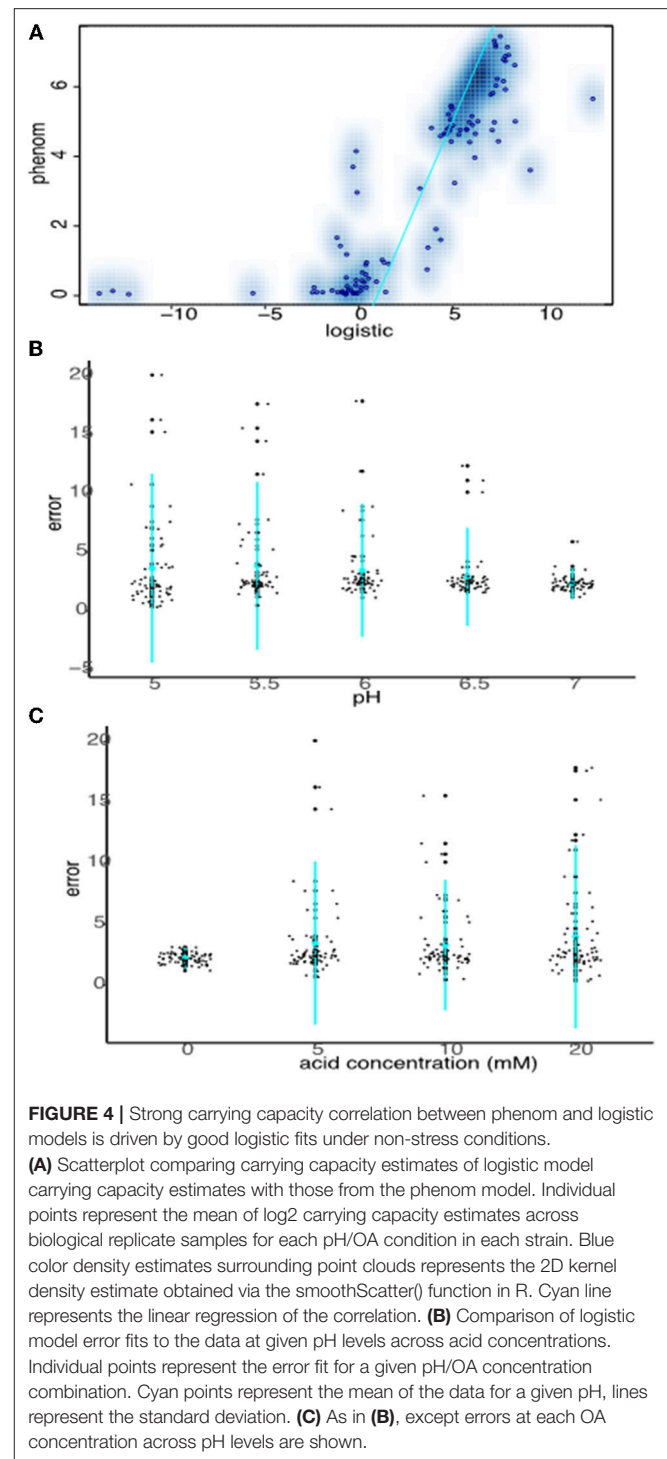 A
6
4
2
0
phenom
−10
−5
0
5
10
logistic
B
20
15
10
5
0
−5
error
5
5.5
6
6.5
7
pH
C
20
15
10
5
0
error
0
5
10
20
acid concentration (mM)
FIGURE 4 | Strong carrying capacity correlation between phenom and logistic
models is driven by good logistic fits under non-stress conditions.
(A) Scatterplot comparing carrying capacity estimates of logistic model
carrying capacity estimates with those from the phenom model. Individual
points represent the mean of log2 carrying capacity estimates across
biological replicate samples for each pH/OA condition in each strain. Blue
color density estimates surrounding point clouds represents the 2D kernel
density estimate obtained via the smoothScatter() function in R. Cyan line
represents the linear regression of the correlation. (B) Comparison of logistic
model error fits to the data at given pH levels across acid concentrations.
Individual points represent the error fit for a given pH/OA concentration
combination. Cyan points represent the mean of the data for a given pH, lines
represent the standard deviation. (C) As in (B), except errors at each OA
concentration across pH levels are shown.